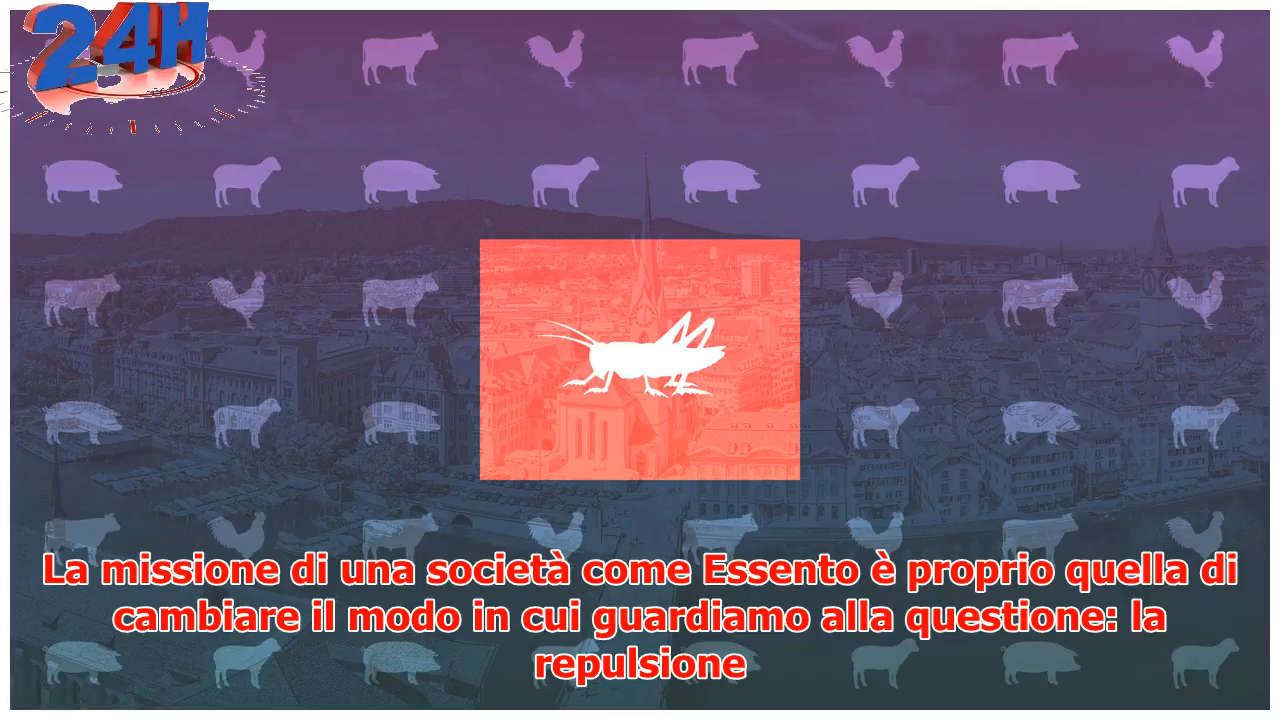 24H
La missione di una società come Essento è proprio quella di
cambiare il modo in cui guardiamo alla questione: la
repulsione